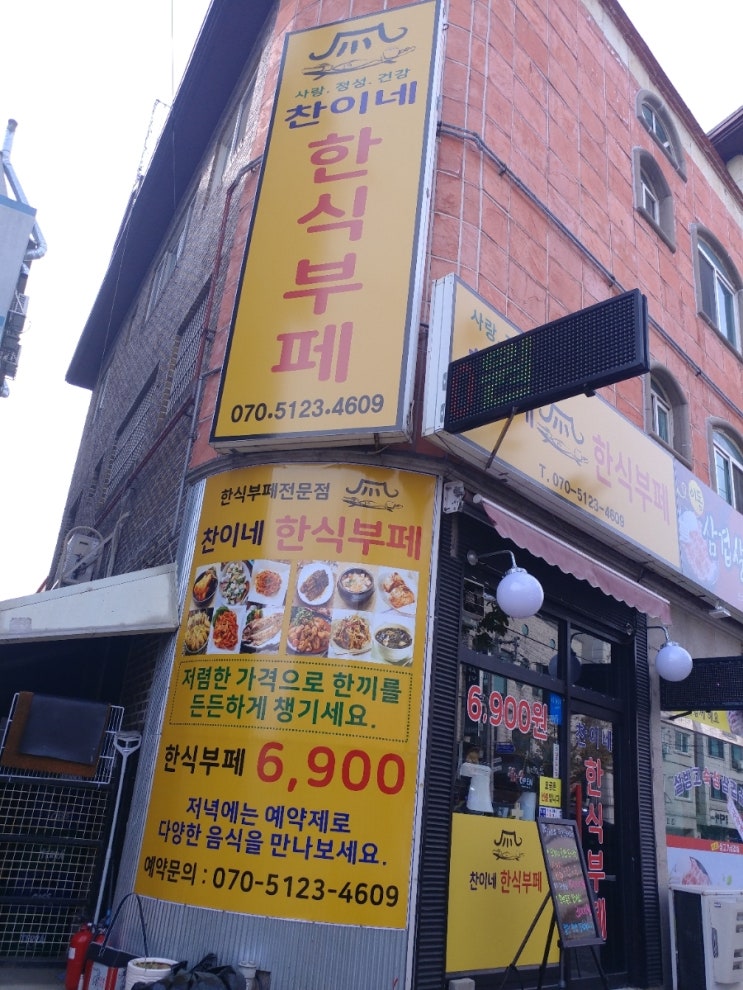 사랑. 정성. 건강
찬이네
한식부페
070.5123.4609
사랑
한식부페
T. 070-5123-4609
한식부페전문점
찬이네 한식부페
저렴한 가격으로 한끼를
든든하게 챙기세요.
한식부페 6,900
저녁에는 예약제로
다양한 음식을 만나보세요.
예약문의 : 070-5123-4609
6,900원
OPEN
찬이네
한식부페
찬이네 한식부페